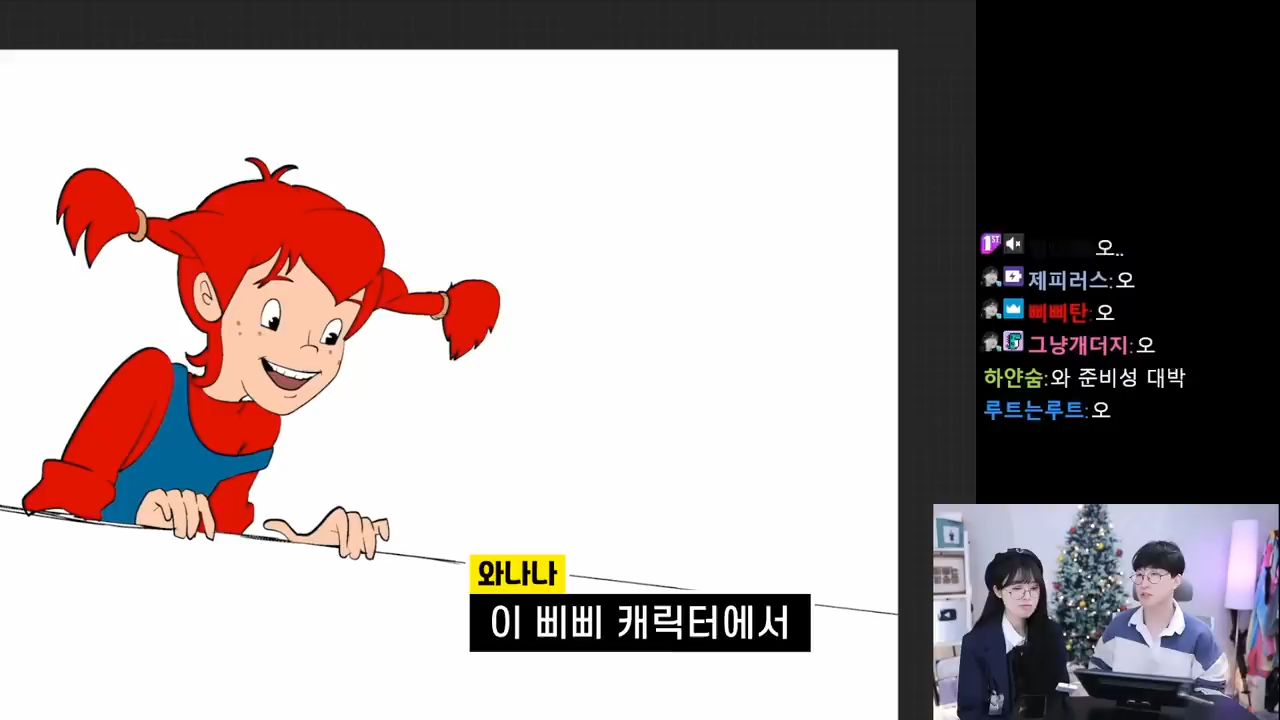 오..
제피러스: 오
삐삐탄: 오
그냥개더지: 오
하얀숨: 와 준비성 대박
루트는루트: 오
와나나
이 삐삐 캐릭터에서